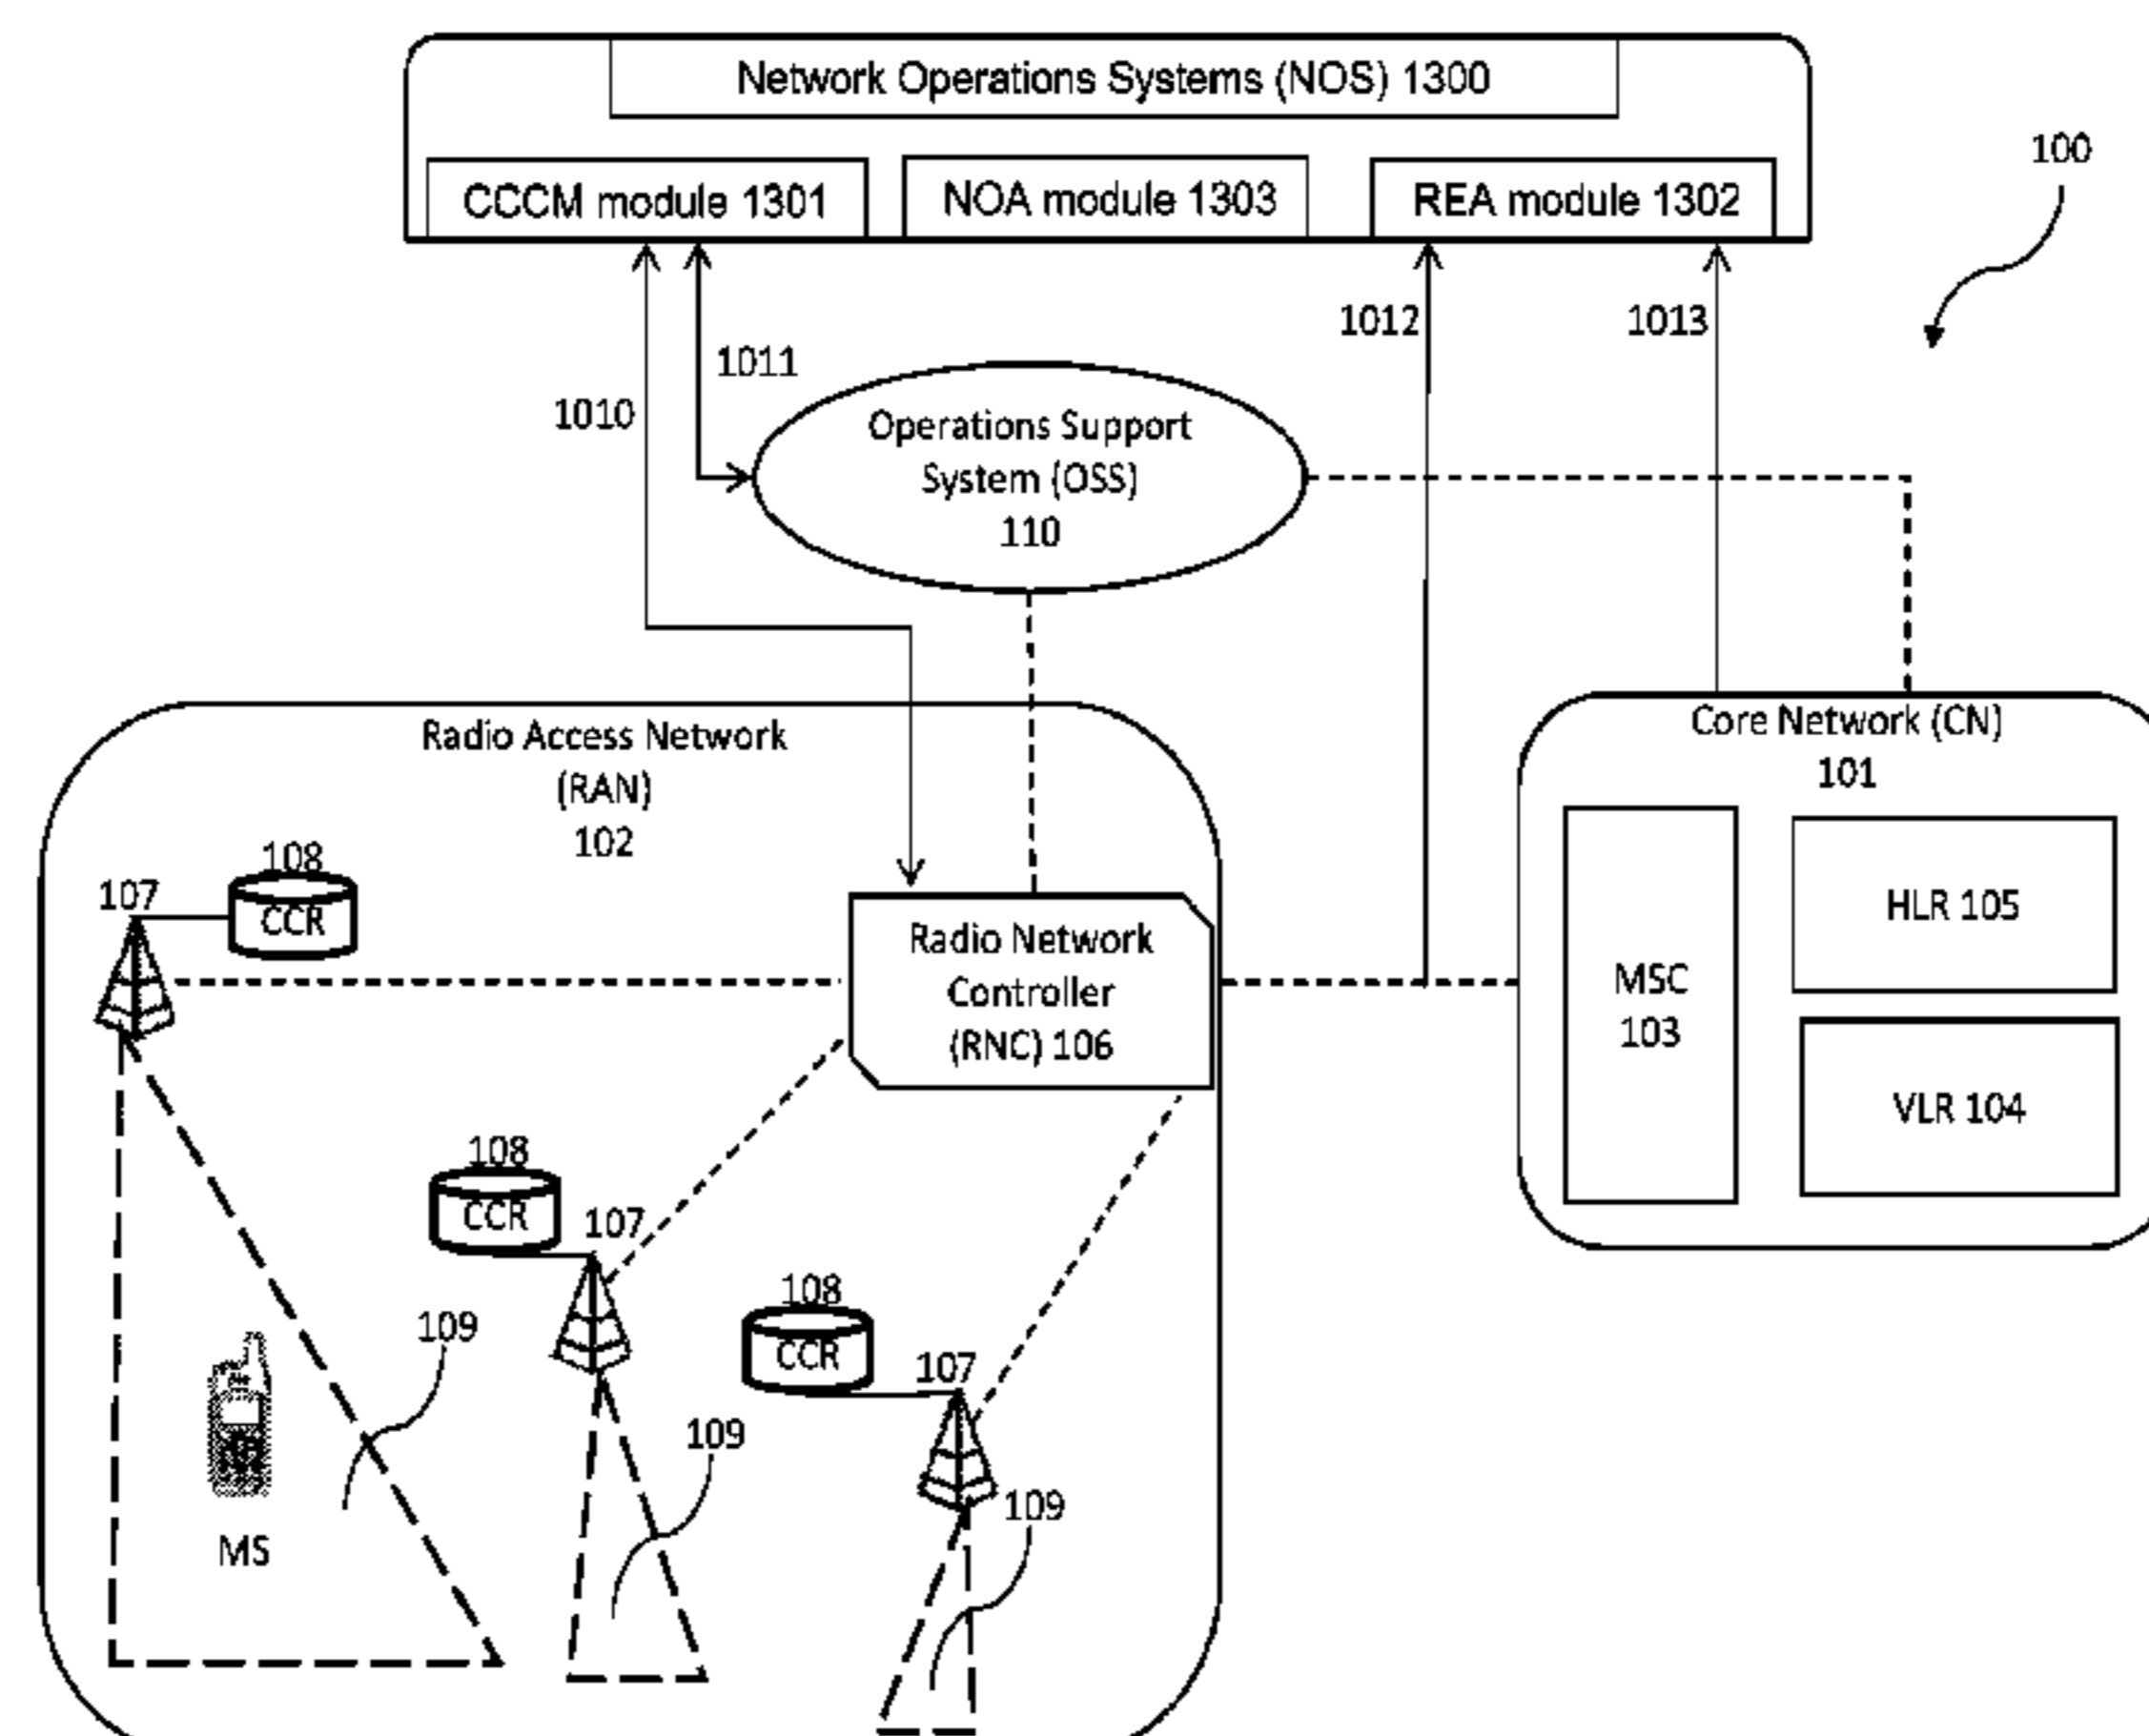 Network Operations Systems (NOS) 1300
CCCM module 1301
NOA module 1303
REA module 1302
100
1010
1011
1012
1013
Operations Support
System (OSS)
110
Radio Access Network
(RAN)
102
Core Network (CN)
101
MSC
103
HLR 105
VLR 104
Radio Network
Controller
(RNC) 106
107
108
CCR
108
CCR
107
108
CCR
107
109
109
109
MS